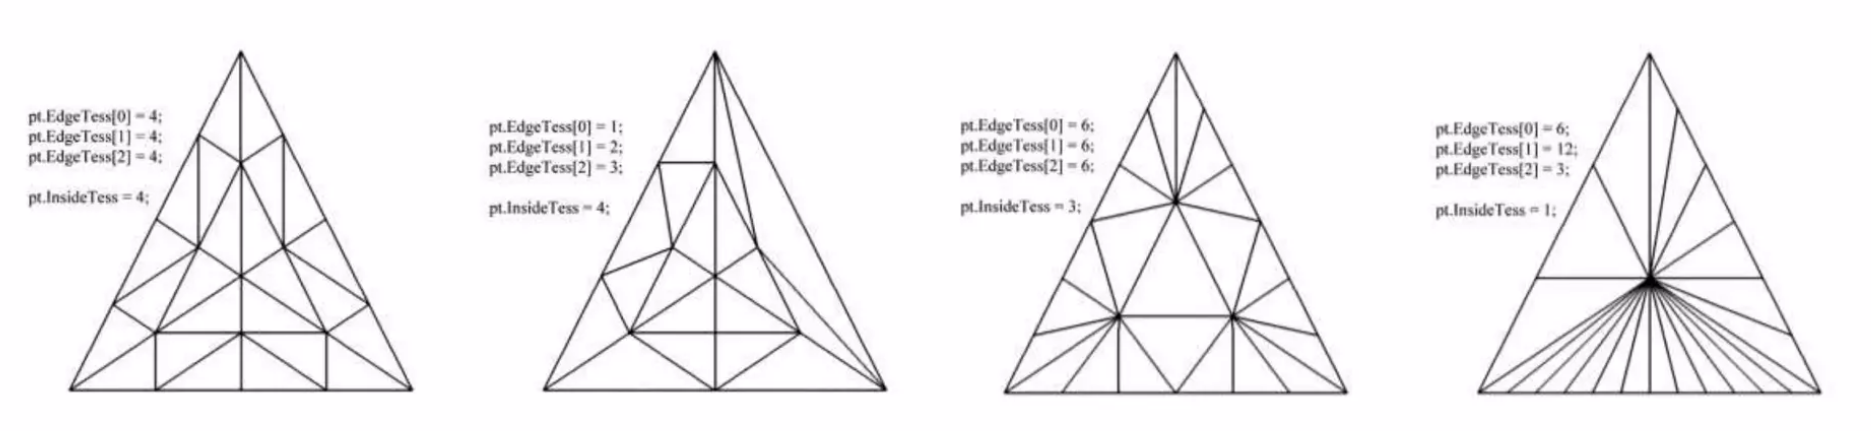 pt.EdgeTess[0] = 4;
pt.EdgeTess[1] = 4;
pt.EdgeTess[2] = 4;
pt.InsideTess = 4;
pt.EdgeTess[0] = 1;
pt.EdgeTess[1] = 2;
pt.EdgeTess[2] = 3;
pt.InsideTess = 4;
pt.EdgeTess[0] = 6;
pt.EdgeTess[1] = 6;
pt.EdgeTess[2] = 6;
pt.InsideTess = 3;
pt.EdgeTess[0] = 6;
pt.EdgeTess[1] = 12;
pt.EdgeTess[2] = 3;
pt.InsideTess = 1;